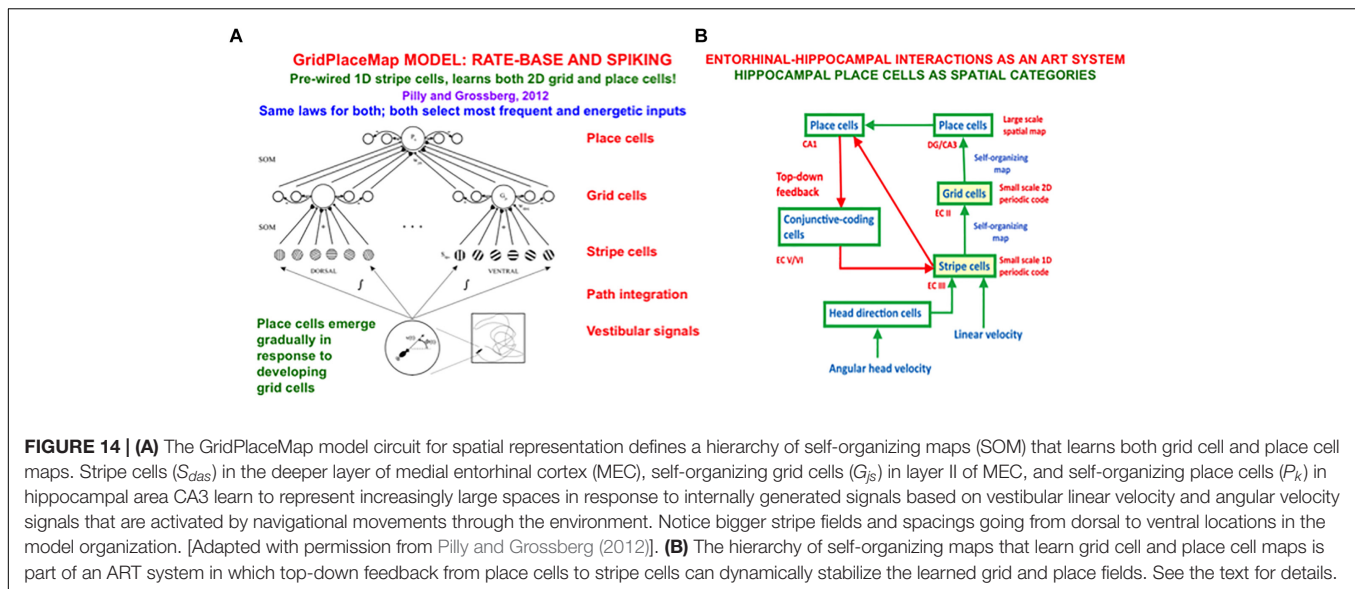 A
GridPlaceMap MODEL: RATE-BASE AND SPIKING
Pre-wired 1D stripe cells, learns both 2D grid and place cells!
Pilly and Grossberg, 2012
Same laws for both; both select most frequent and energetic inputs
Place cells
SOM
Grid cells
SOM
. . .
Stripe cells
DORSAL
VENTRAL
∫
∫
Path integration
Vestibular signals
Place cells emerge
gradually in
response to
developing
grid cells
B
ENTORHINAL-HIPPOCAMPAL INTERACTIONS AS AN ART SYSTEM
HIPPOCAMPAL PLACE CELLS AS SPATIAL CATEGORIES
Place cells
CA1
Place cells
DG/CA3
Large scale
spatial map
Self-organizing
map
Top-down
feedback
Grid cells
EC II
Small scale 2D
periodic code
Conjunctive-coding
cells
EC V/VI
Self-organizing
map
Stripe cells
EC III
Small scale 1D
periodic code
Head direction cells
Linear velocity
Angular head velocity
FIGURE 14 | (A) The GridPlaceMap model circuit for spatial representation defines a hierarchy of self-organizing maps (SOM) that learns both grid cell and place cell
maps. Stripe cells (S_das) in the deeper layer of medial entorhinal cortex (MEC), self-organizing grid cells (G_js) in layer II of MEC, and self-organizing place cells (P_k) in
hippocampal area CA3 learn to represent increasingly large spaces in response to internally generated signals based on vestibular linear velocity and angular velocity
signals that are activated by navigational movements through the environment. Notice bigger stripe fields and spacings going from dorsal to ventral locations in the
model organization. [Adapted with permission from Pilly and Grossberg (2012)]. (B) The hierarchy of self-organizing maps that learn grid cell and place cell maps is
part of an ART system in which top-down feedback from place cells to stripe cells can dynamically stabilize the learned grid and place fields. See the text for details.